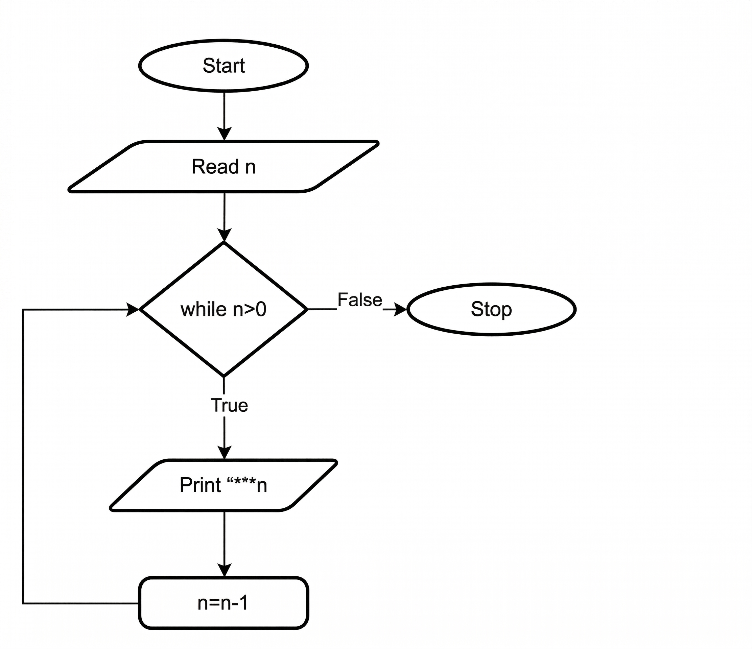 Start
Read n
while n>0
False
Stop
True
Print “***n
n=n-1